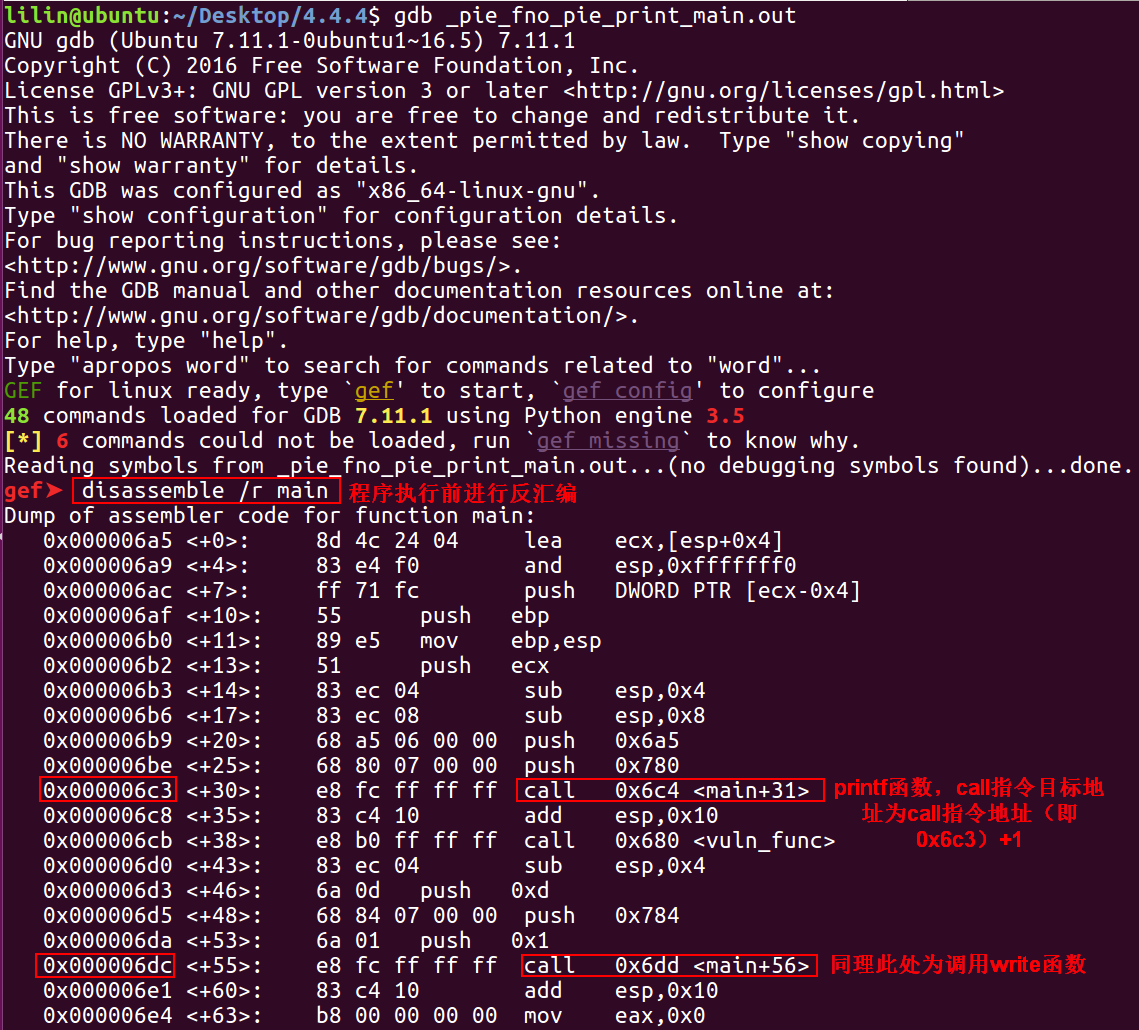 lilin@ubuntu:~/Desktop/4.4.4$ gdb _pie_fno_pie_print_main.out
GNU gdb (Ubuntu 7.11.1-0ubuntu1~16.5) 7.11.1
Copyright (C) 2016 Free Software Foundation, Inc.
License GPLv3+: GNU GPL version 3 or later <http://gnu.org/licenses/gpl.html>
This is free software: you are free to change and redistribute it.
There is NO WARRANTY, to the extent permitted by law.  Type "show copying"
and "show warranty" for details.
This GDB was configured as "x86_64-linux-gnu".
Type "show configuration" for configuration details.
For bug reporting instructions, please see:
<http://www.gnu.org/software/gdb/bugs/>.
Find the GDB manual and other documentation resources online at:
<http://www.gnu.org/software/gdb/documentation/>.
For help, type "help".
Type "apropos word" to search for commands related to "word"...
GEF for linux ready, type `gef' to start, `gef config' to configure
48 commands loaded for GDB 7.11.1 using Python engine 3.5
[*] 6 commands could not be loaded, run `gef missing` to know why.
Reading symbols from _pie_fno_pie_print_main.out...(no debugging symbols found)...done.
gef➤ disassemble /r main 程序执行前进行反汇编
Dump of assembler code for function main:
0x000006a5 <+0>: 8d 4c 24 04 lea ecx,[esp+0x4]
0x000006a9 <+4>: 83 e4 f0 and esp,0xfffffff0
0x000006ac <+7>: ff 71 fc push DWORD PTR [ecx-0x4]
0x000006af <+10>: 55 push ebp
0x000006b0 <+11>: 89 e5 mov ebp,esp
0x000006b2 <+13>: 51 push ecx
0x000006b3 <+14>: 83 ec 04 sub esp,0x4
0x000006b6 <+17>: 83 ec 08 sub esp,0x8
0x000006b9 <+20>: 68 a5 06 00 00 push 0x6a5
0x000006be <+25>: 68 80 07 00 00 push 0x780
0x000006c3 <+30>: e8 fc ff ff ff call 0x6c4 <main+31> printf函数，call指令目标地
0x000006c8 <+35>: 83 c4 10 add esp,0x10 址为call指令地址（即
0x000006cb <+38>: e8 b0 ff ff ff call 0x680 <vuln_func> 0x6c3）+1
0x000006d0 <+43>: 83 ec 04 sub esp,0x4
0x000006d3 <+46>: 6a 0d push 0xd
0x000006d5 <+48>: 68 84 07 00 00 push 0x784
0x000006da <+53>: 6a 01 push 0x1
0x000006dc <+55>: e8 fc ff ff ff call 0x6dd <main+56> 同理此处为调用write函数
0x000006e1 <+60>: 83 c4 10 add esp,0x10
0x000006e4 <+63>: b8 00 00 00 00 mov eax,0x0